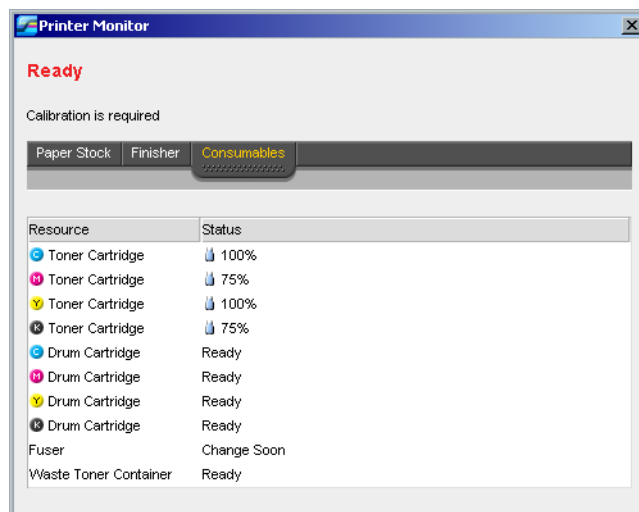 Printer Monitor
Ready
Calibration is required
Paper Stock Finisher Consumables
Resource Status
C Toner Cartridge 100%
M Toner Cartridge 75%
Y Toner Cartridge 100%
K Toner Cartridge 75%
C Drum Cartridge Ready
M Drum Cartridge Ready
Y Drum Cartridge Ready
K Drum Cartridge Ready
Fuser Change Soon
Waste Toner Container Ready